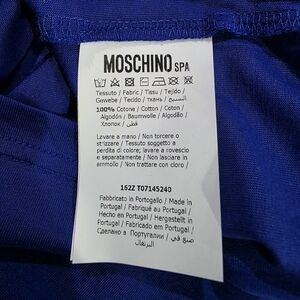 MOSCHINO SPA
Tessuto / Fabric / Tissu / Tejido /
Gewebe / Tecido / ткань / النسيج
100% Cotone / Cotton / Coton /
Algodón / Baumwolle / Algodão /
Хлопок / قطن
Lavare a mano / Non torcere o
strizzare / Tessuto soggetto a
perdita di colore; lavare a rovescio
e separatamente / Non lasciare in
ammollo / Non trattare con cloro
162Z T07145240
Fabbricato in Portogallo / Made in
Portugal / Fabriqué au Portugal /
Hecho en Portugal / Hergestellt in
Portugal / Fabricado em Portugal /
Сделано в Португалии / صنع في
البرتغال